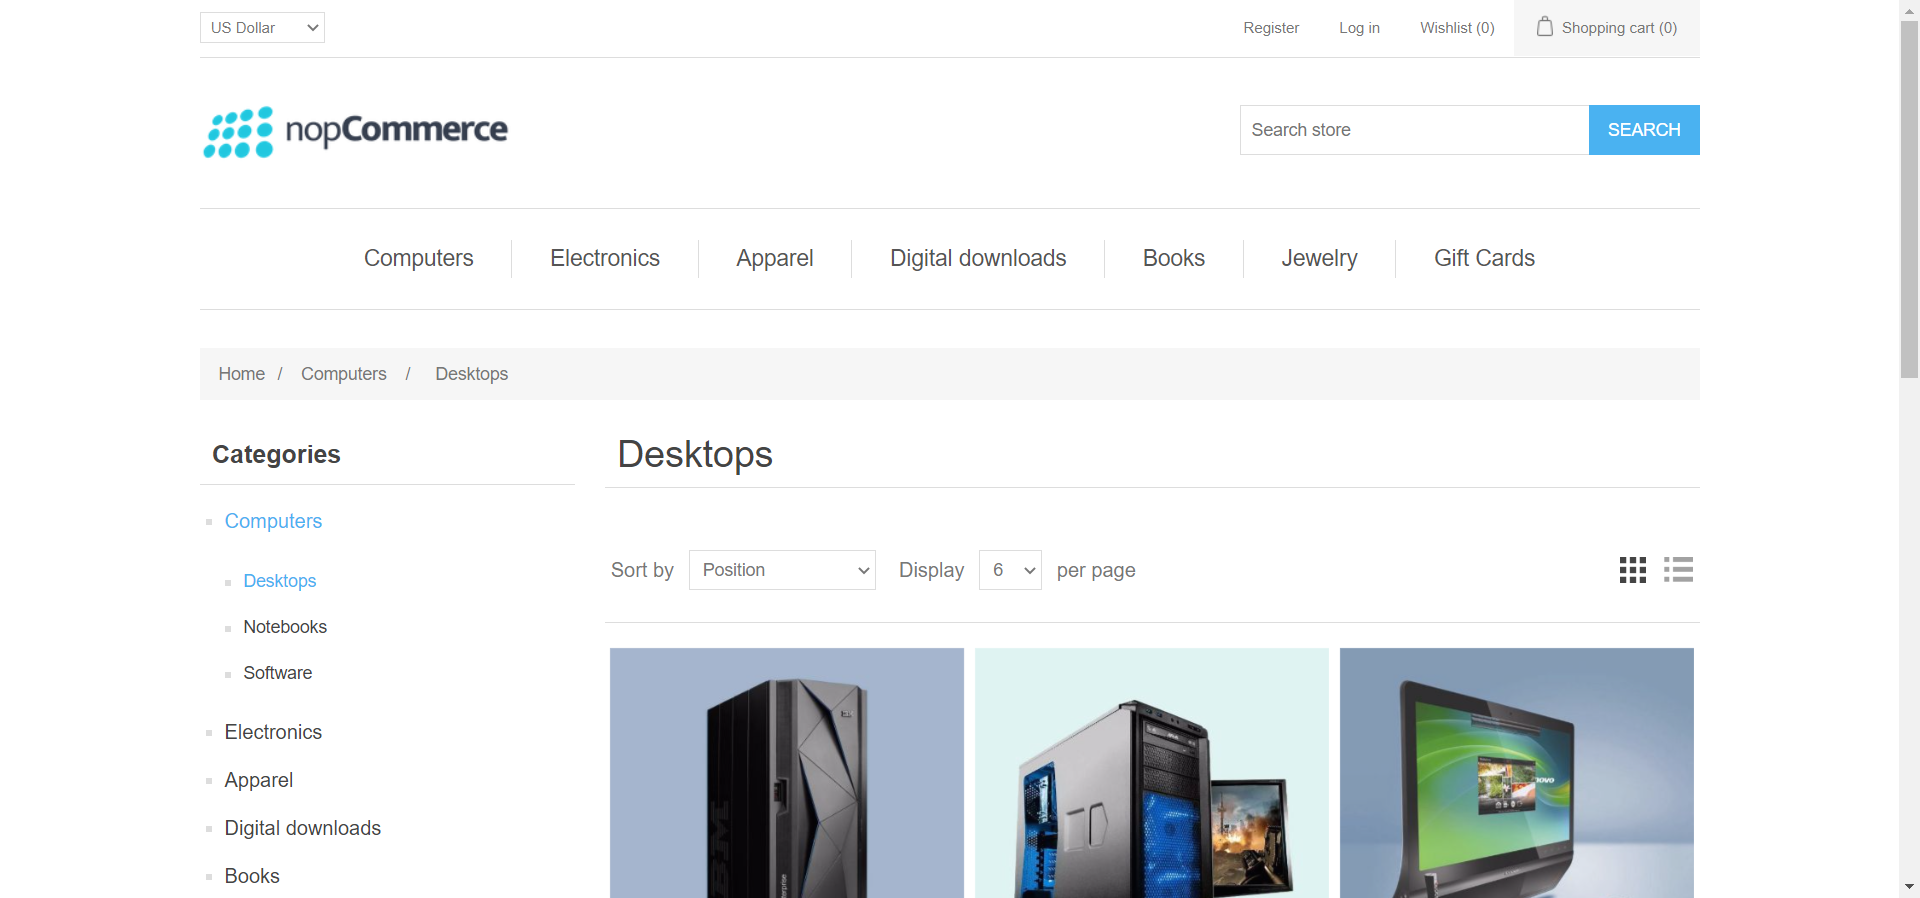 US Dollar
Register
Log in
Wishlist (0)
Shopping cart (0)
nopCommerce
Search store
SEARCH
Computers
Electronics
Apparel
Digital downloads
Books
Jewelry
Gift Cards
Home / Computers / Desktops
Categories
Computers
Desktops
Notebooks
Software
Electronics
Apparel
Digital downloads
Books
Desktops
Sort by Position Display 6 per page
IBM